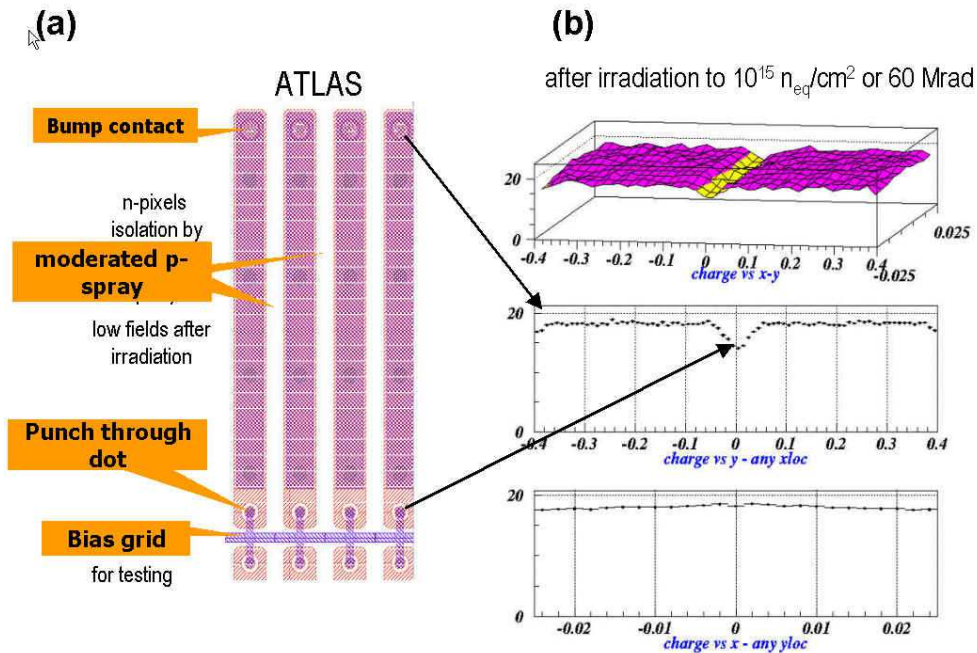 (a)
ATLAS
Bump contact
n-pixels
isolation by
moderated p-
spray
low fields after
irradiation
Punch through
dot
Bias grid
for testing
(b)
after irradiation to 10¹⁵ n_eq/cm² or 60 Mrad
20
0
-0.4 -0.3 -0.2 -0.1 0 0.1 0.2 0.3 0.4
-0.025
0.025
charge vs x-y
20
0
-0.4 -0.3 -0.2 -0.1 0 0.1 0.2 0.3 0.4
charge vs y - any xloc
20
0
-0.02 -0.01 0 0.01 0.02
charge vs x - any yloc